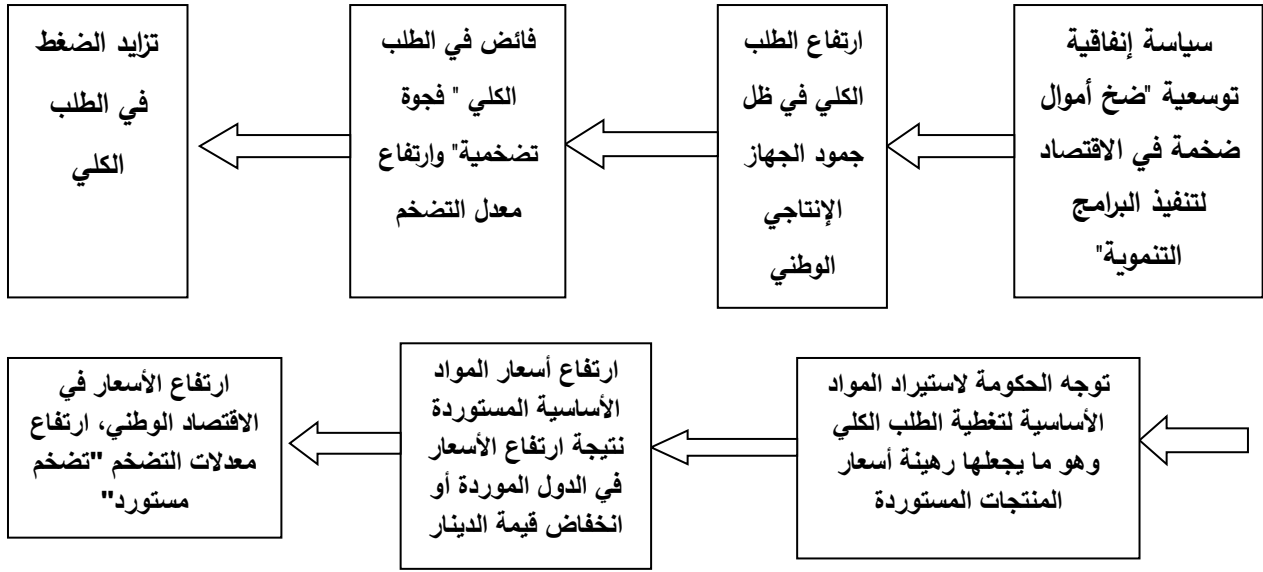 سياسة إنفاقية
توسعية "ضخ أموال
ضخمة في الاقتصاد
لتنفيذ البرامج
التنموية"
ارتفاع الطلب
الكلي في ظل
جمود الجهاز
الإنتاجي
الوطني
فائض في الطلب
الكلي " فجوة
تضخمية" وارتفاع
معدل التضخم
تزايد الضغط
في الطلب
الكلي
توجه الحكومة لاستيراد المواد
الأساسية لتغطية الطلب الكلي
وهو ما يجعلها رهينة أسعار
المنتجات المستوردة
ارتفاع أسعار المواد
الأساسية المستوردة
نتيجة ارتفاع الأسعار
في الدول الموردة أو
انخفاض قيمة الدينار
ارتفاع الأسعار في
الاقتصاد الوطني، ارتفاع
معدلات التضخم "تضخم
مستورد"